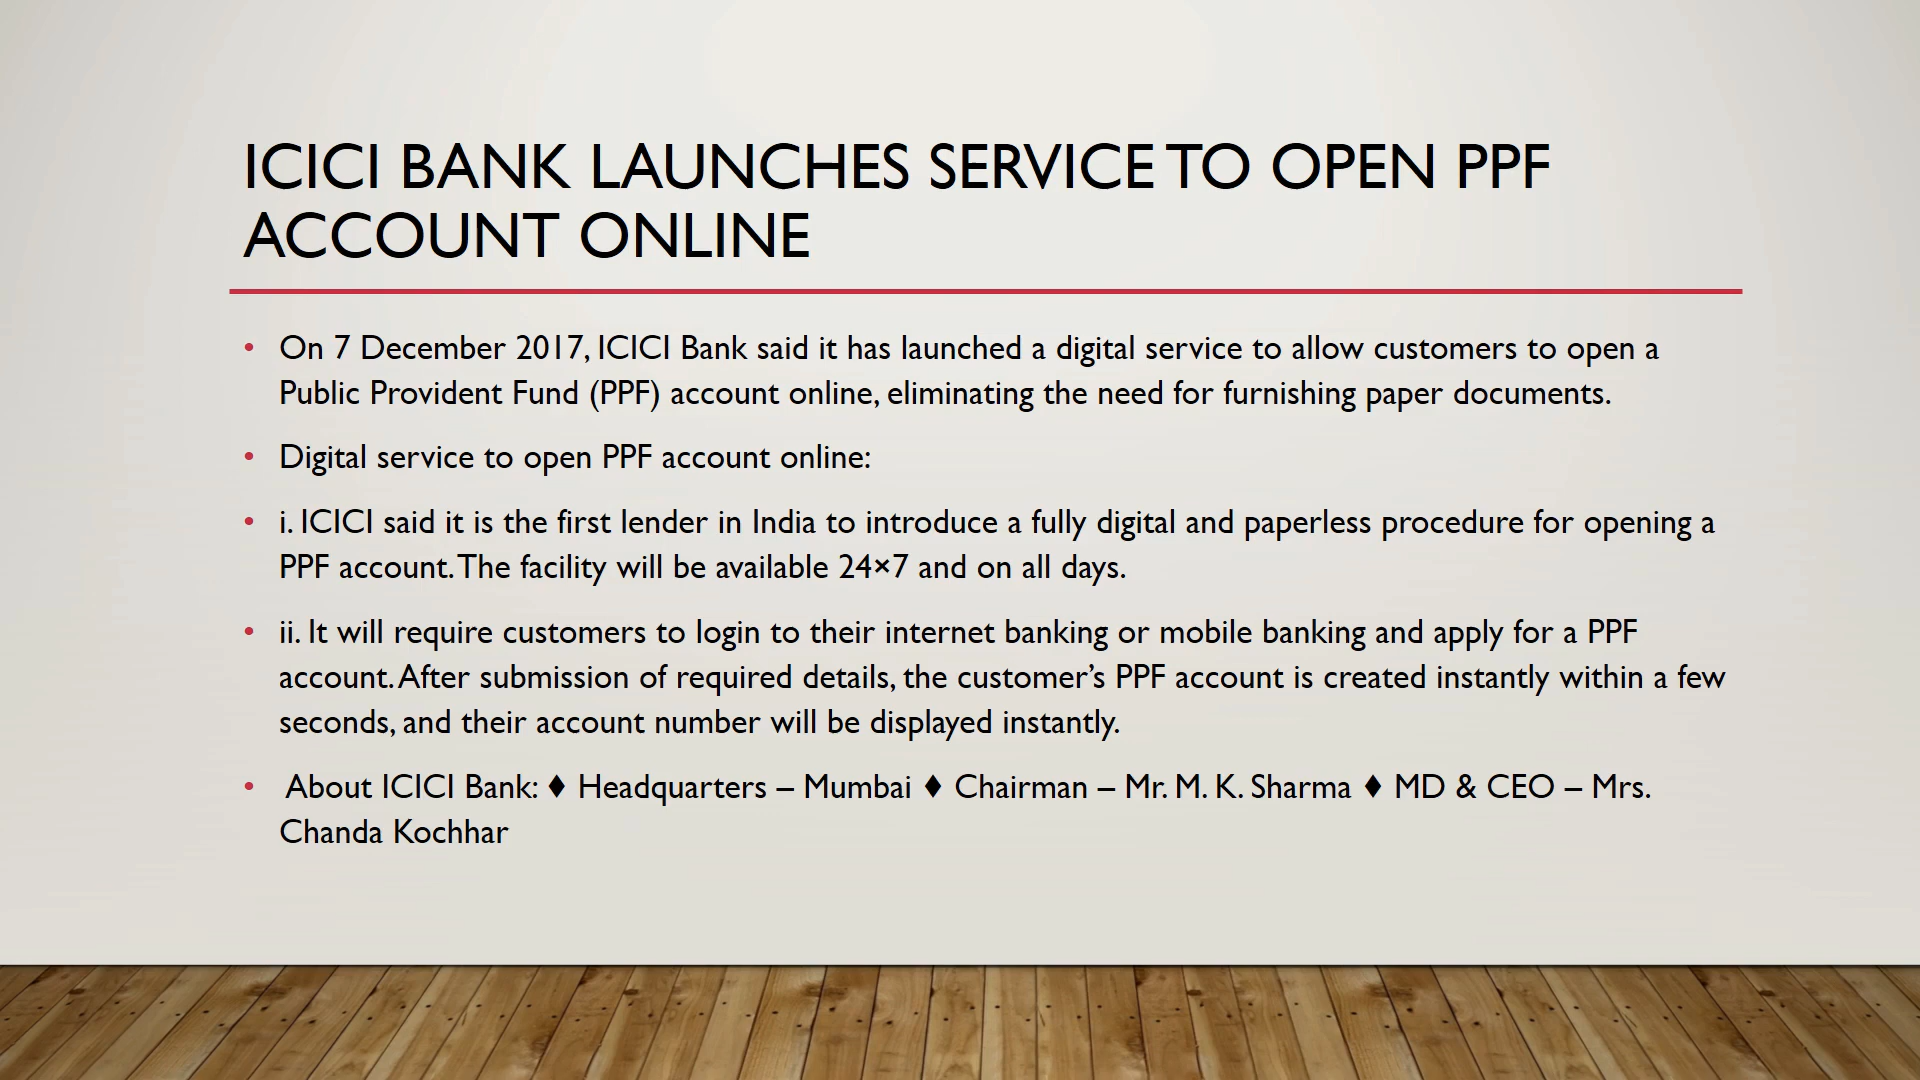 ICICI BANK LAUNCHES SERVICE TO OPEN PPF
ACCOUNT ONLINE
• On 7 December 2017, ICICI Bank said it has launched a digital service to allow customers to open a
Public Provident Fund (PPF) account online, eliminating the need for furnishing paper documents.
• Digital service to open PPF account online:
• i. ICICI said it is the first lender in India to introduce a fully digital and paperless procedure for opening a
PPF account. The facility will be available 24×7 and on all days.
• ii. It will require customers to login to their internet banking or mobile banking and apply for a PPF
account. After submission of required details, the customer’s PPF account is created instantly within a few
seconds, and their account number will be displayed instantly.
• About ICICI Bank: ♦ Headquarters – Mumbai ♦ Chairman – Mr. M. K. Sharma ♦ MD & CEO – Mrs.
Chanda Kochhar